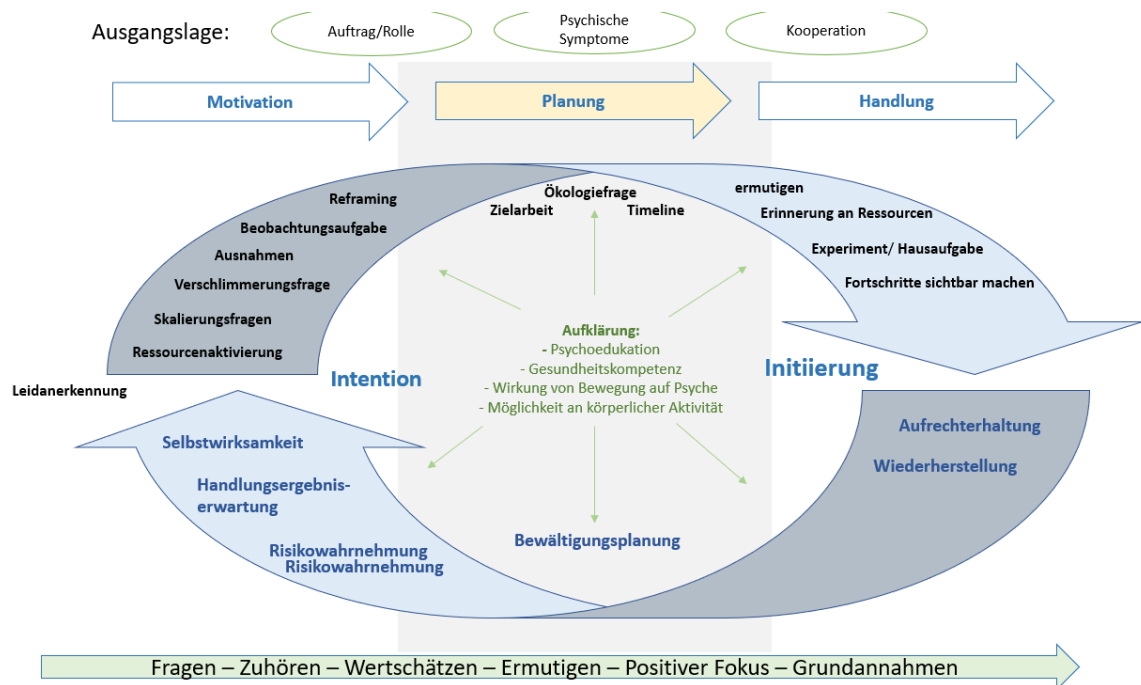 Ausgangslage:
Auftrag/Rolle
Psychische
Symptome
Kooperation
Motivation
Planung
Handlung
Reframing
Beobachtungsaufgabe
Ausnahmen
Verschlimmerungsfrage
Skalierungsfragen
Ressourcenaktivierung
Leidanerkennung
Ökologiefrage
Zielarbeit
Timeline
ermutigen
Erinnerung an Ressourcen
Experiment/ Hausaufgabe
Fortschritte sichtbar machen
Intention
Aufklärung:
- Psychoedukation
- Gesundheitskompetenz
- Wirkung von Bewegung auf Psyche
- Möglichkeit an körperlicher Aktivität
Initiierung
Selbstwirksamkeit
Handlungsergebnis-
erwartung
Risikowahrnehmung
Risikowahrnehmung
Bewältigungsplanung
Aufrechterhaltung
Wiederherstellung
Fragen – Zuhören – Wertschätzen – Ermutigen – Positiver Fokus – Grundannahmen